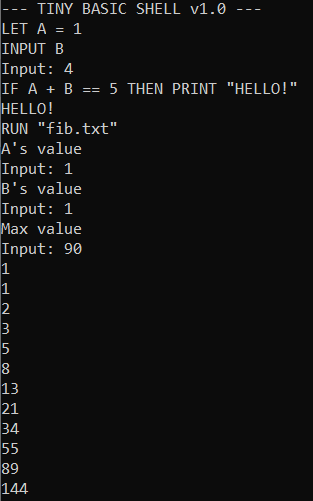 --- TINY BASIC SHELL v1.0 ---
LET A = 1
INPUT B
Input: 4
IF A + B == 5 THEN PRINT "HELLO!"
HELLO!
RUN "fib.txt"
A's value
Input: 1
B's value
Input: 1
Max value
Input: 90
1
1
2
3
5
8
13
21
34
55
89
144